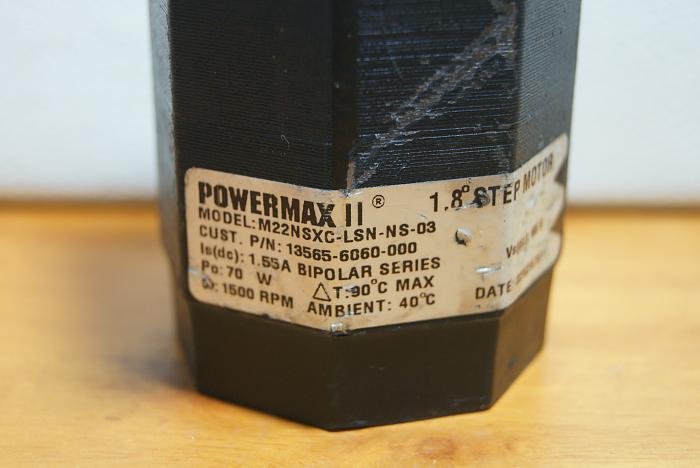 POWERMAX II ® 1.8° STEP MOTOR
MODEL: M22NSXC-LSN-NS-03
CUST. P/N: 13565-6060-000
Is(dc): 1.55A BIPOLAR SERIES
Po: 70 W △T: 90°C MAX
1500 RPM AMBIENT: 40°C
DATE